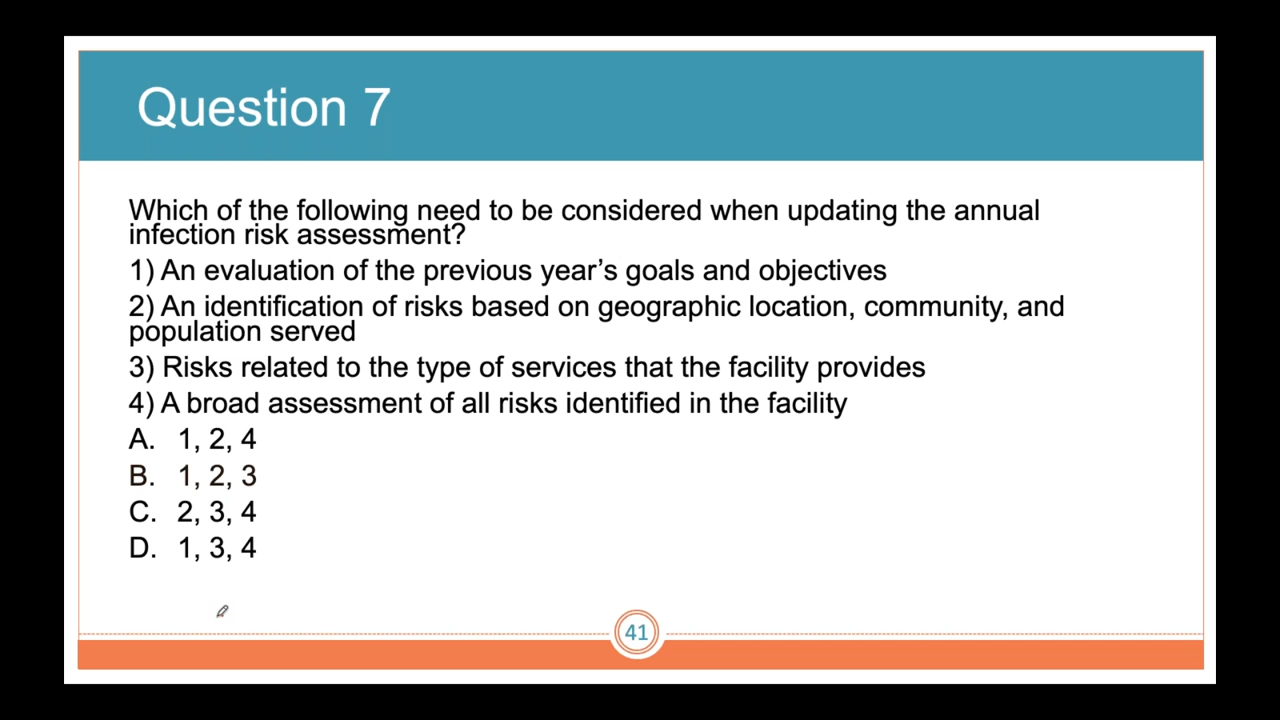 Question 7
Which of the following need to be considered when updating the annual
infection risk assessment?
1) An evaluation of the previous year’s goals and objectives
2) An identification of risks based on geographic location, community, and
population served
3) Risks related to the type of services that the facility provides
4) A broad assessment of all risks identified in the facility
A. 1, 2, 4
B. 1, 2, 3
C. 2, 3, 4
D. 1, 3, 4
41